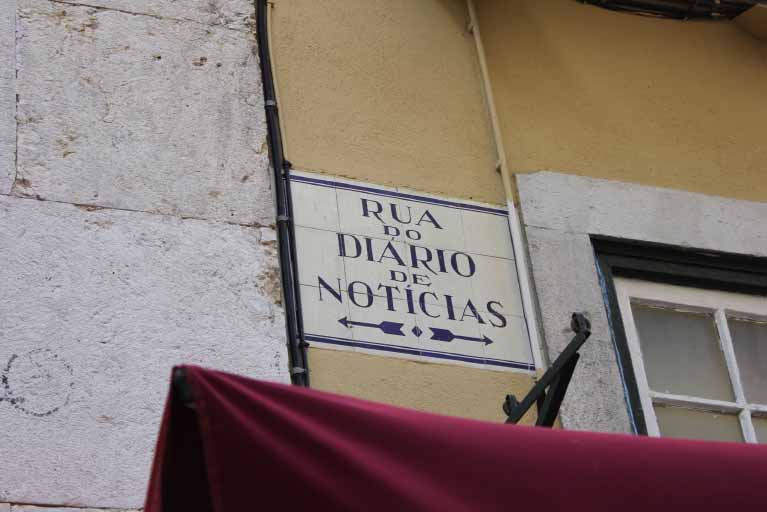 RUA
DO
DIÁRIO
DE
NOTÍCIAS